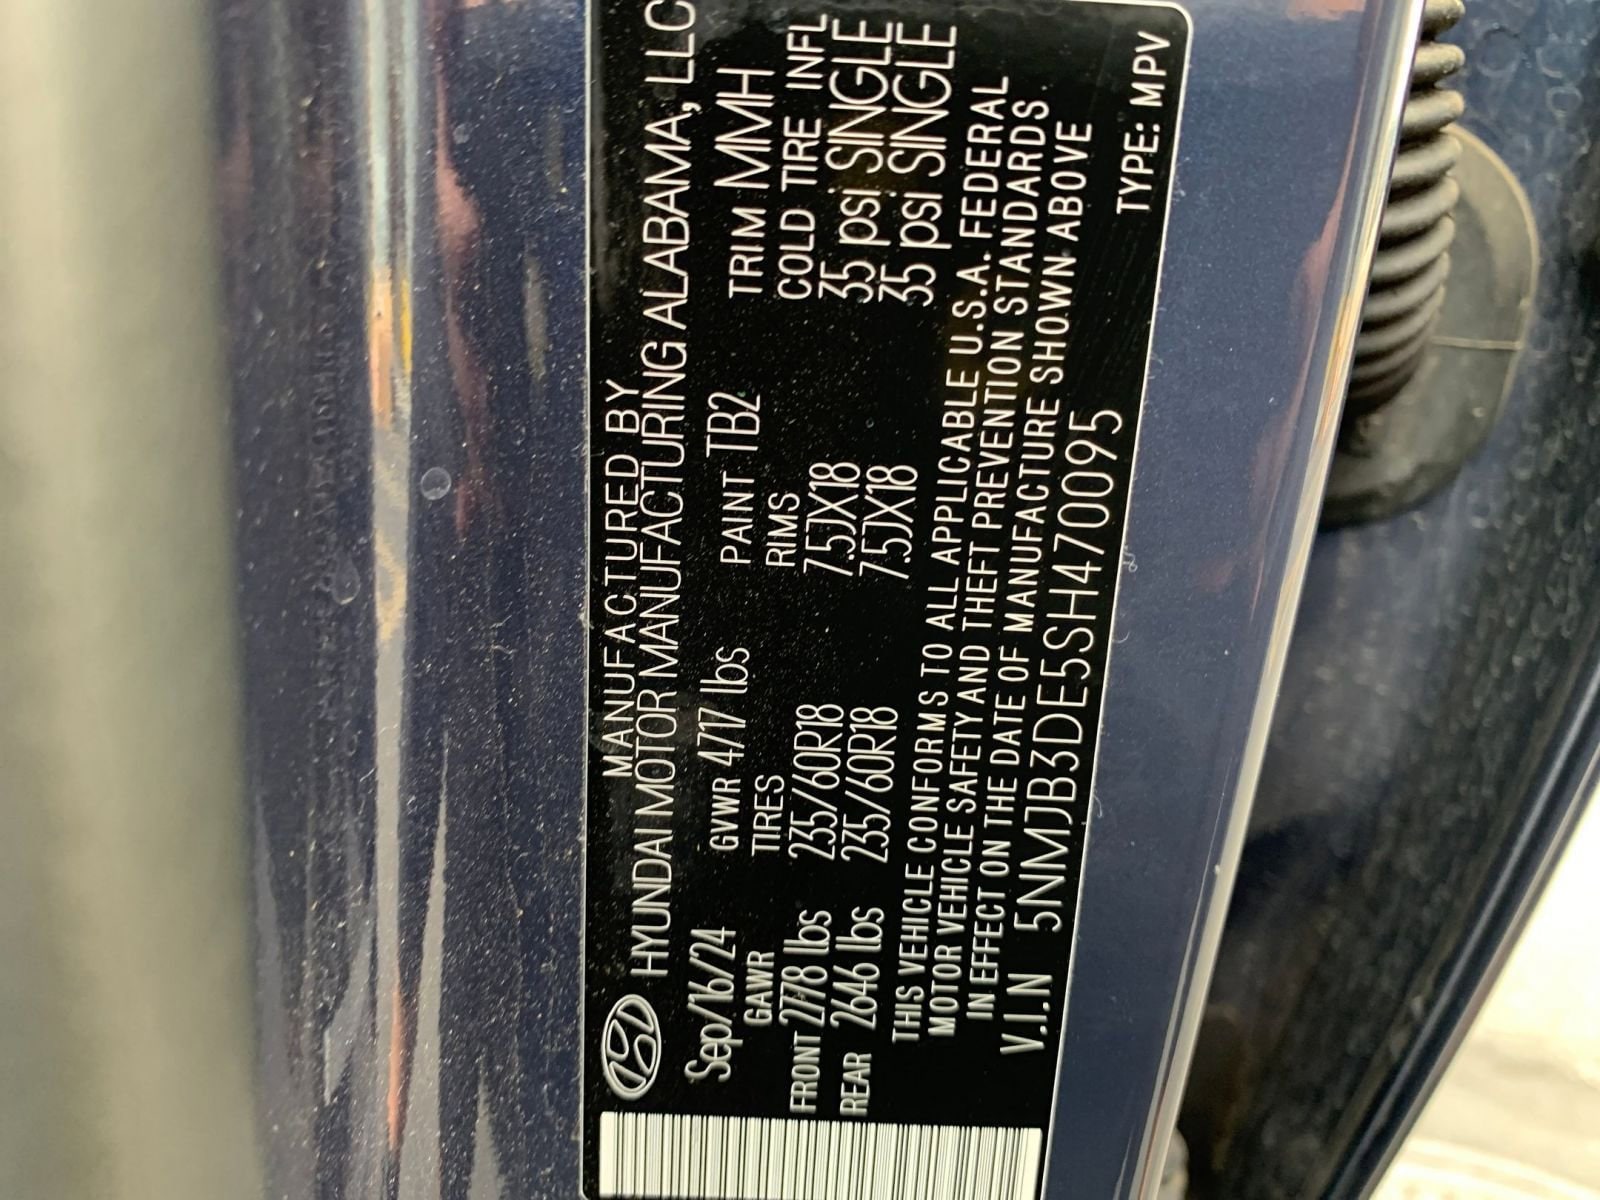 MANUFACTURED BY
HYUNDAI MOTOR MANUFACTURING ALABAMA, LLC
Sep/16/24 GVWR 4717 lbs PAINT TB2 TRIM MMH
GAWR TIRES RIMS COLD TIRE INFL
FRONT 2778 lbs 235/60R18 7.5JX18 35 psi SINGLE
REAR 2646 lbs 235/60R18 7.5JX18 35 psi SINGLE
THIS VEHICLE CONFORMS TO ALL APPLICABLE U.S.A. FEDERAL
MOTOR VEHICLE SAFETY AND THEFT PREVENTION STANDARDS
IN EFFECT ON THE DATE OF MANUFACTURE SHOWN ABOVE
V.I.N 5NMJB3DE5SH470095 TYPE: MPV